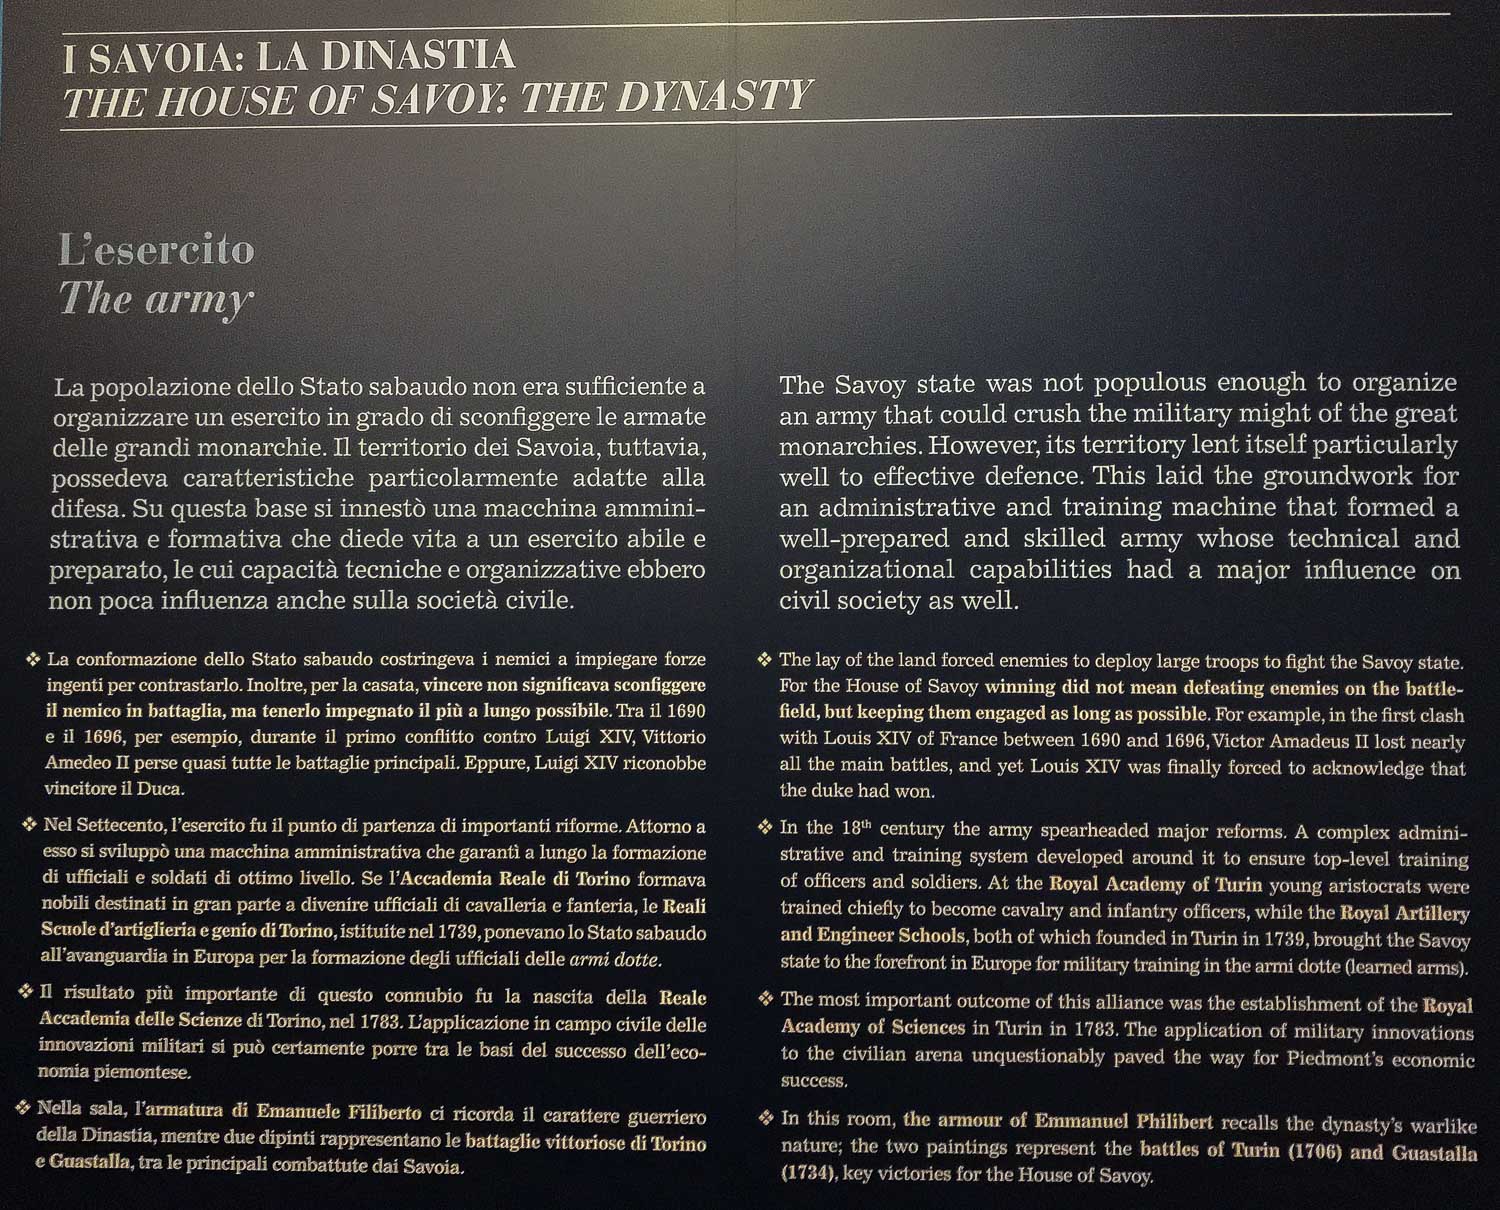 I SAVOIA: LA DINASTIA
THE HOUSE OF SAVOY: THE DYNASTY
L'esercito
The army
La popolazione dello Stato sabaudo non era sufficiente a
organizzare un esercito in grado di sconfiggere le armate
delle grandi monarchie. Il territorio dei Savoia, tuttavia,
possedeva caratteristiche particolarmente adatte alla
difesa. Su questa base si innestò una macchina ammini-
strativa e formativa che diede vita a un esercito abile e
preparato, le cui capacità tecniche e organizzative ebbero
non poca influenza anche sulla società civile.
❖ La conformazione dello Stato sabaudo costringeva i nemici a impiegare forze
ingenti per contrastarlo. Inoltre, per la casata, vincere non significava sconfiggere
il nemico in battaglia, ma tenerlo impegnato il più a lungo possibile. Tra il 1690
e il 1696, per esempio, durante il primo conflitto contro Luigi XIV, Vittorio
Amedeo II perse quasi tutte le battaglie principali. Eppure, Luigi XIV riconobbe
vincitore il Duca.
❖ Nel Settecento, l'esercito fu il punto di partenza di importanti riforme. Attorno a
esso si sviluppò una macchina amministrativa che garantì a lungo la formazione
di ufficiali e soldati di ottimo livello. Se l'Accademia Reale di Torino formava
nobili destinati in gran parte a divenire ufficiali di cavalleria e fanteria, le Reali
Scuole d'artiglieria e genio di Torino, istituite nel 1739, ponevano lo Stato sabaudo
all'avanguardia in Europa per la formazione degli ufficiali delle armi dotte.
❖ Il risultato più importante di questo connubio fu la nascita della Reale
Accademia delle Scienze di Torino, nel 1783. L'applicazione in campo civile delle
innovazioni militari si può certamente porre tra le basi del successo dell'eco-
nomia piemontese.
❖ Nella sala, l'armatura di Emanuele Filiberto ci ricorda il carattere guerriero
della Dinastia, mentre due dipinti rappresentano le battaglie vittoriose di Torino
e Guastalla, tra le principali combattute dai Savoia.
The Savoy state was not populous enough to organize
an army that could crush the military might of the great
monarchies. However, its territory lent itself particularly
well to effective defence. This laid the groundwork for
an administrative and training machine that formed a
well-prepared and skilled army whose technical and
organizational capabilities had a major influence on
civil society as well.
❖ The lay of the land forced enemies to deploy large troops to fight the Savoy state.
For the House of Savoy winning did not mean defeating enemies on the battle-
field, but keeping them engaged as long as possible. For example, in the first clash
with Louis XIV of France between 1690 and 1696, Victor Amadeus II lost nearly
all the main battles, and yet Louis XIV was finally forced to acknowledge that
the duke had won.
❖ In the 18th century the army spearheaded major reforms. A complex admini-
strative and training system developed around it to ensure top-level training
of officers and soldiers. At the Royal Academy of Turin young aristocrats were
trained chiefly to become cavalry and infantry officers, while the Royal Artillery
and Engineer Schools, both of which founded in Turin in 1739, brought the Savoy
state to the forefront in Europe for military training in the armi dotte (learned arms).
❖ The most important outcome of this alliance was the establishment of the Royal
Academy of Sciences in Turin in 1783. The application of military innovations
to the civilian arena unquestionably paved the way for Piedmont's economic
success.
❖ In this room, the armour of Emmanuel Philibert recalls the dynasty's warlike
nature; the two paintings represent the battles of Turin (1706) and Guastalla
(1734), key victories for the House of Savoy.